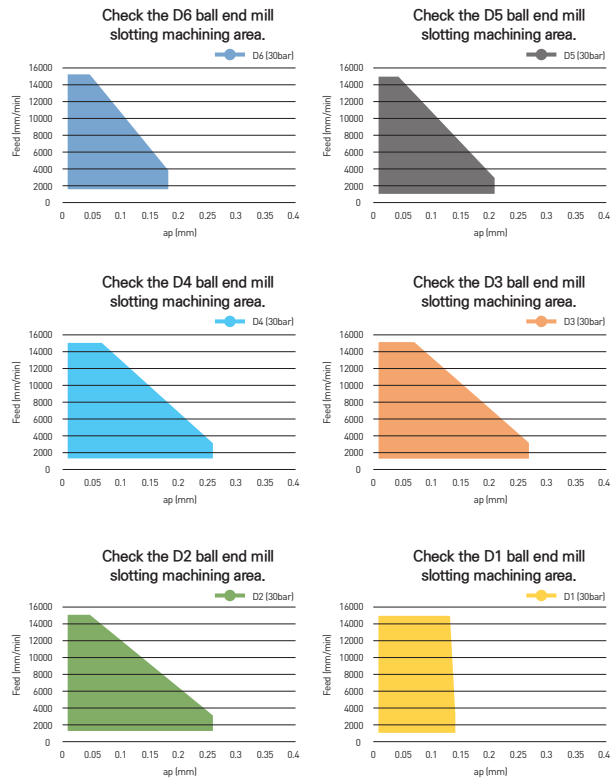 Check the D6 ball end mill
slotting machining area.
D6 (30bar)
Feed (mm/min)
16000
14000
12000
10000
8000
6000
4000
2000
0
0 0.05 0.1 0.15 0.2 0.25 0.3 0.4
ap (mm)
Check the D5 ball end mill
slotting machining area.
D5 (30bar)
Feed (mm/min)
16000
14000
12000
10000
8000
6000
4000
2000
0
0 0.05 0.1 0.15 0.2 0.25 0.3 0.4
ap (mm)
Check the D4 ball end mill
slotting machining area.
D4 (30bar)
Feed (mm/min)
16000
14000
12000
10000
8000
6000
4000
2000
0
0 0.05 0.1 0.15 0.2 0.25 0.3 0.4
ap (mm)
Check the D3 ball end mill
slotting machining area.
D3 (30bar)
Feed (mm/min)
16000
14000
12000
10000
8000
6000
4000
2000
0
0 0.05 0.1 0.15 0.2 0.25 0.3 0.4
ap (mm)
Check the D2 ball end mill
slotting machining area.
D2 (30bar)
Feed (mm/min)
16000
14000
12000
10000
8000
6000
4000
2000
0
0 0.05 0.1 0.15 0.2 0.25 0.3 0.4
ap (mm)
Check the D1 ball end mill
slotting machining area.
D1 (30bar)
Feed (mm/min)
16000
14000
12000
10000
8000
6000
4000
2000
0
0 0.05 0.1 0.15 0.2 0.25 0.3 0.4
ap (mm)